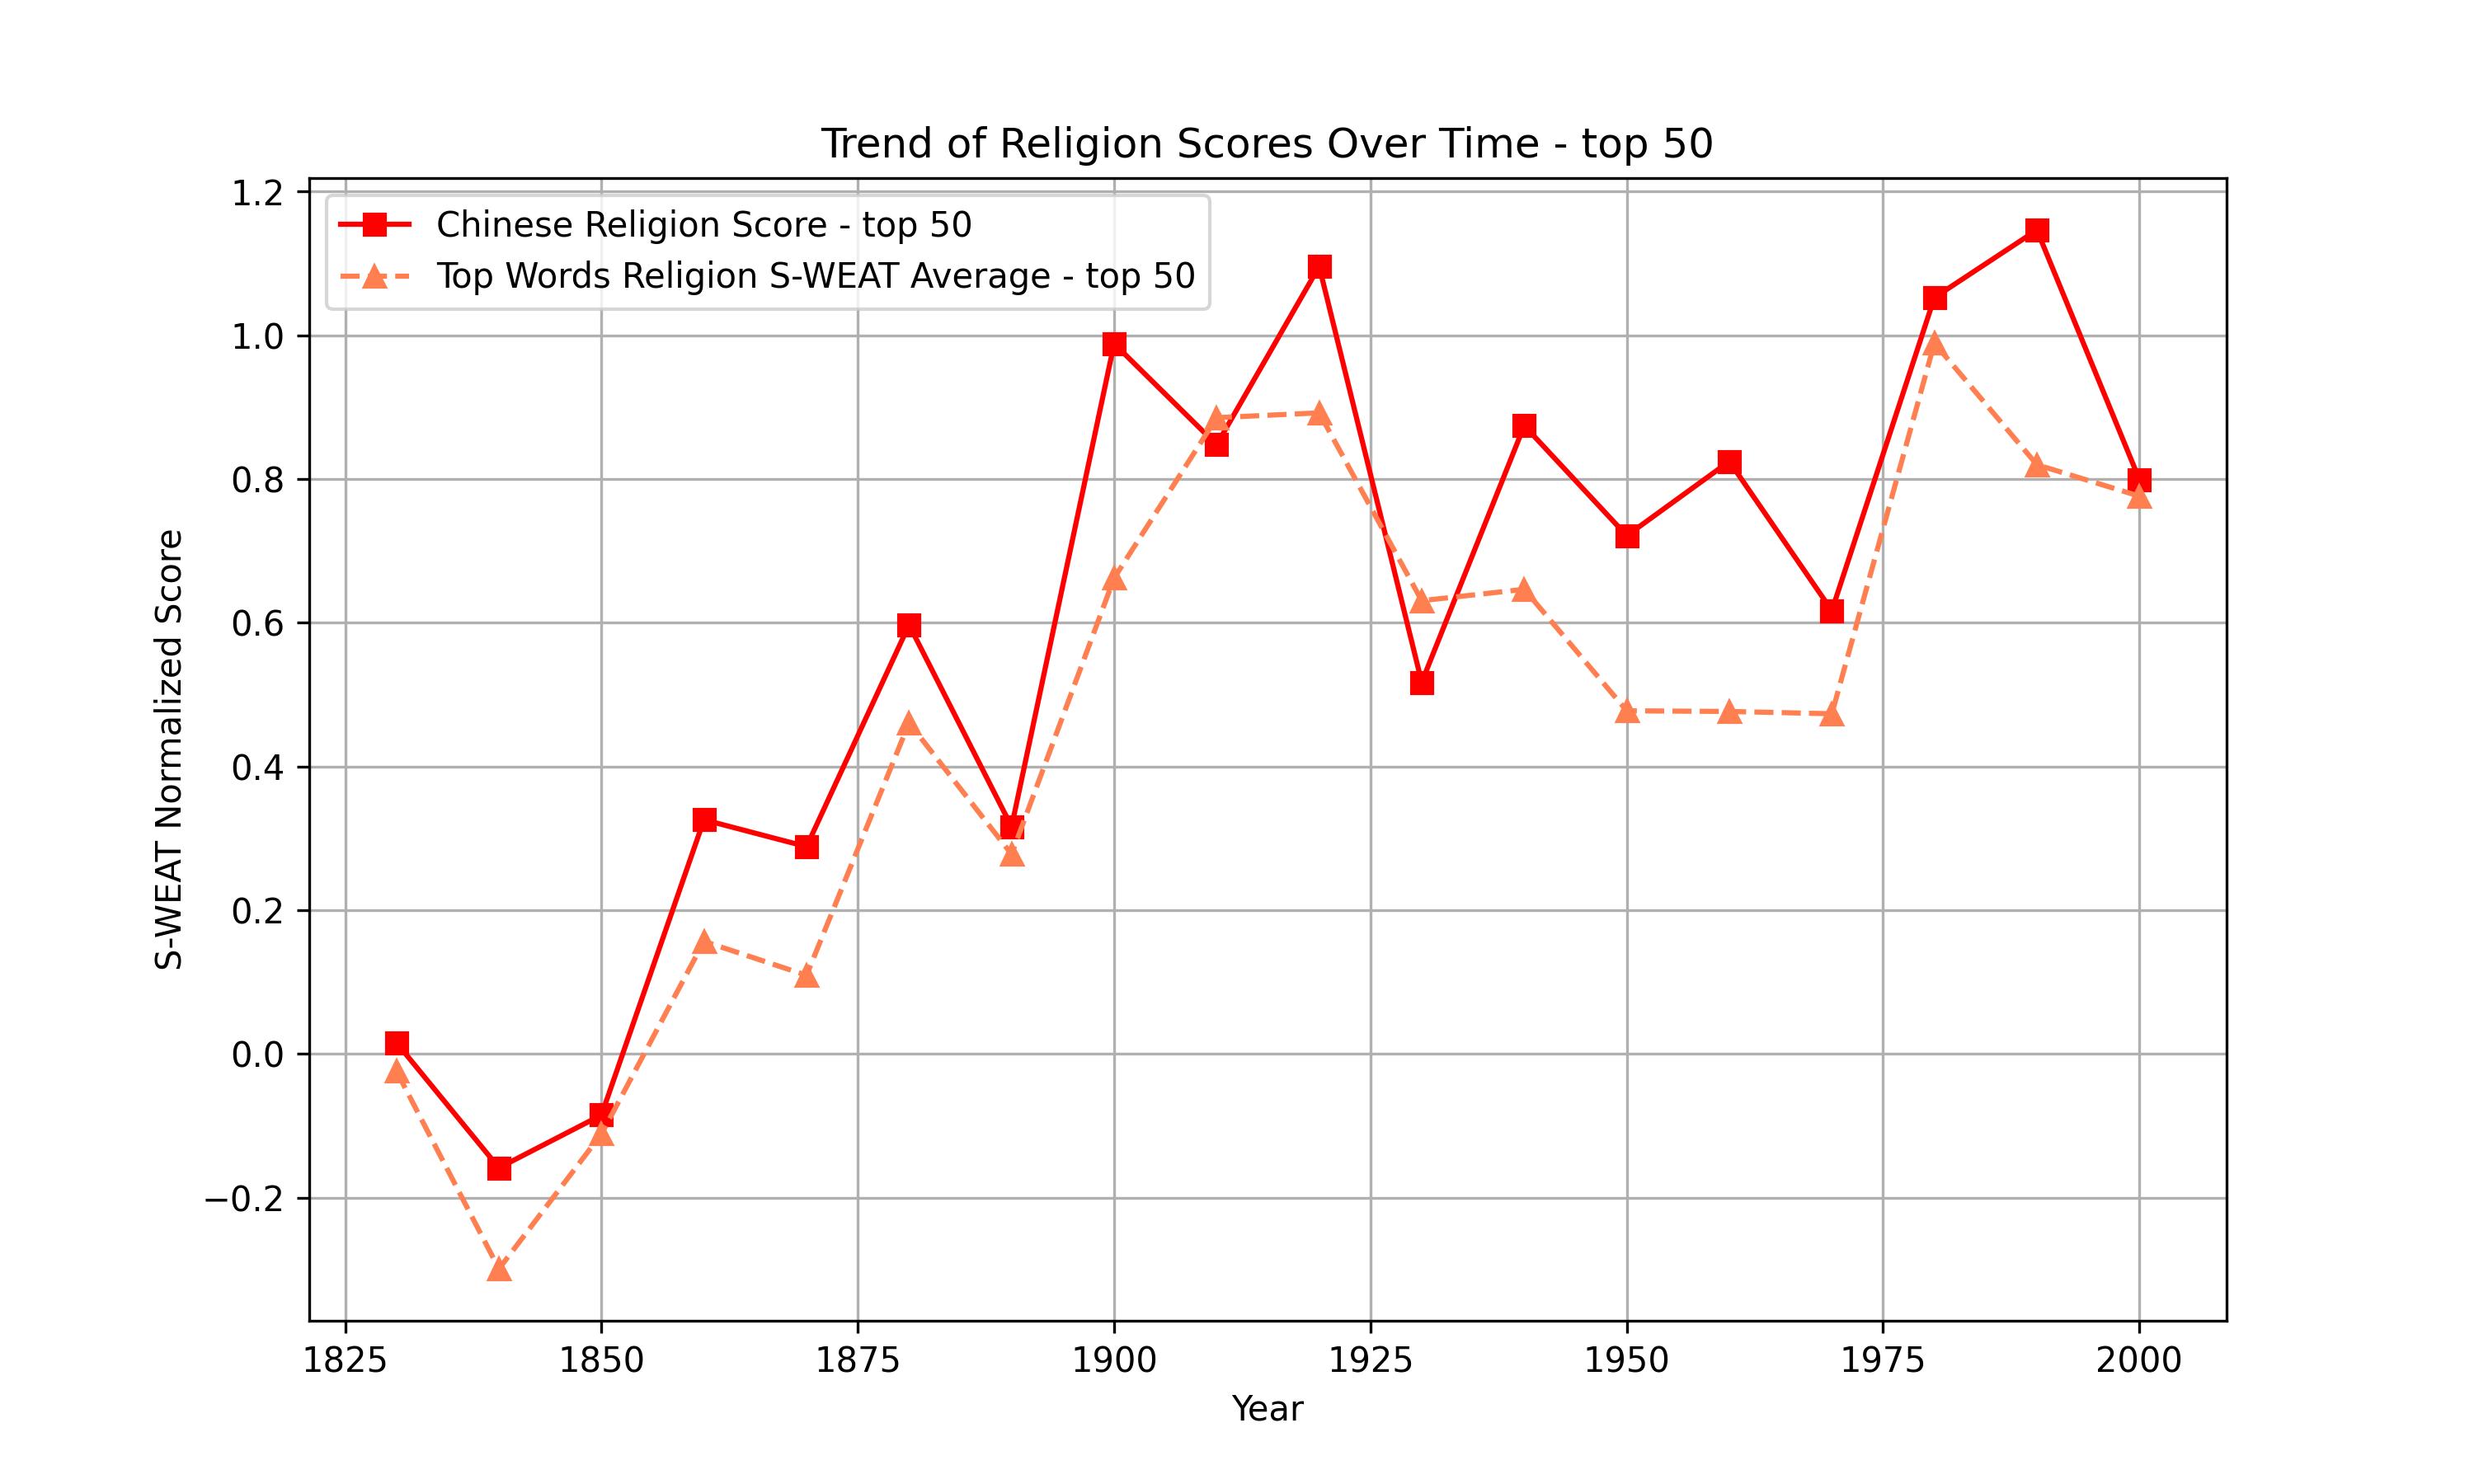 Trend of Religion Scores Over Time - top 50
Chinese Religion Score - top 50
Top Words Religion S-WEAT Average - top 50
S-WEAT Normalized Score
1.2
1.0
0.8
0.6
0.4
0.2
0.0
−0.2
1825 1850 1875 1900 1925 1950 1975 2000
Year